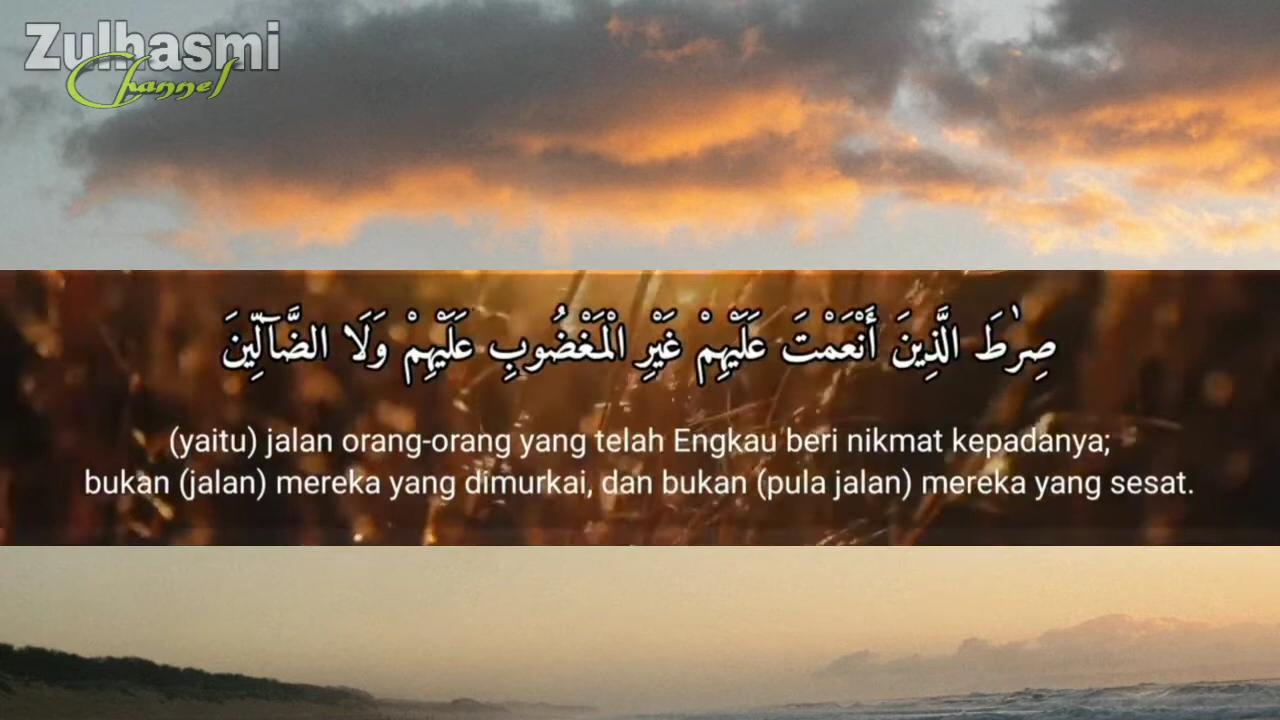 Zulhasmi
Channel
صِرٰطَ الَّذِينَ أَنْعَمْتَ عَلَيْهِمْ غَيْرِ الْمَغْضُوبِ عَلَيْهِمْ وَلَا الضَّآلِّينَ
(yaitu) jalan orang-orang yang telah Engkau beri nikmat kepadanya;
bukan (jalan) mereka yang dimurkai, dan bukan (pula jalan) mereka yang sesat.